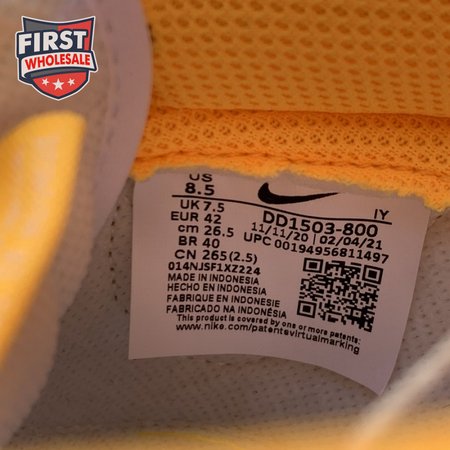 FIRST
WHOLESALE
US
8.5
UK 7.5
EUR 42
cm 26.5
BR 40
CN 265(2.5)
IY
DD1503-800
11/11/20 | 02/04/21
UPC 00194956811497
014NJSF1XZ224
MADE IN INDONESIA
HECHO EN INDONESIA
FABRIQUE EN INDONESIE
FABRICADO NA INDONESIA
This product is covered by one or more patents:
www.nike.com/patentsvirtualmarking